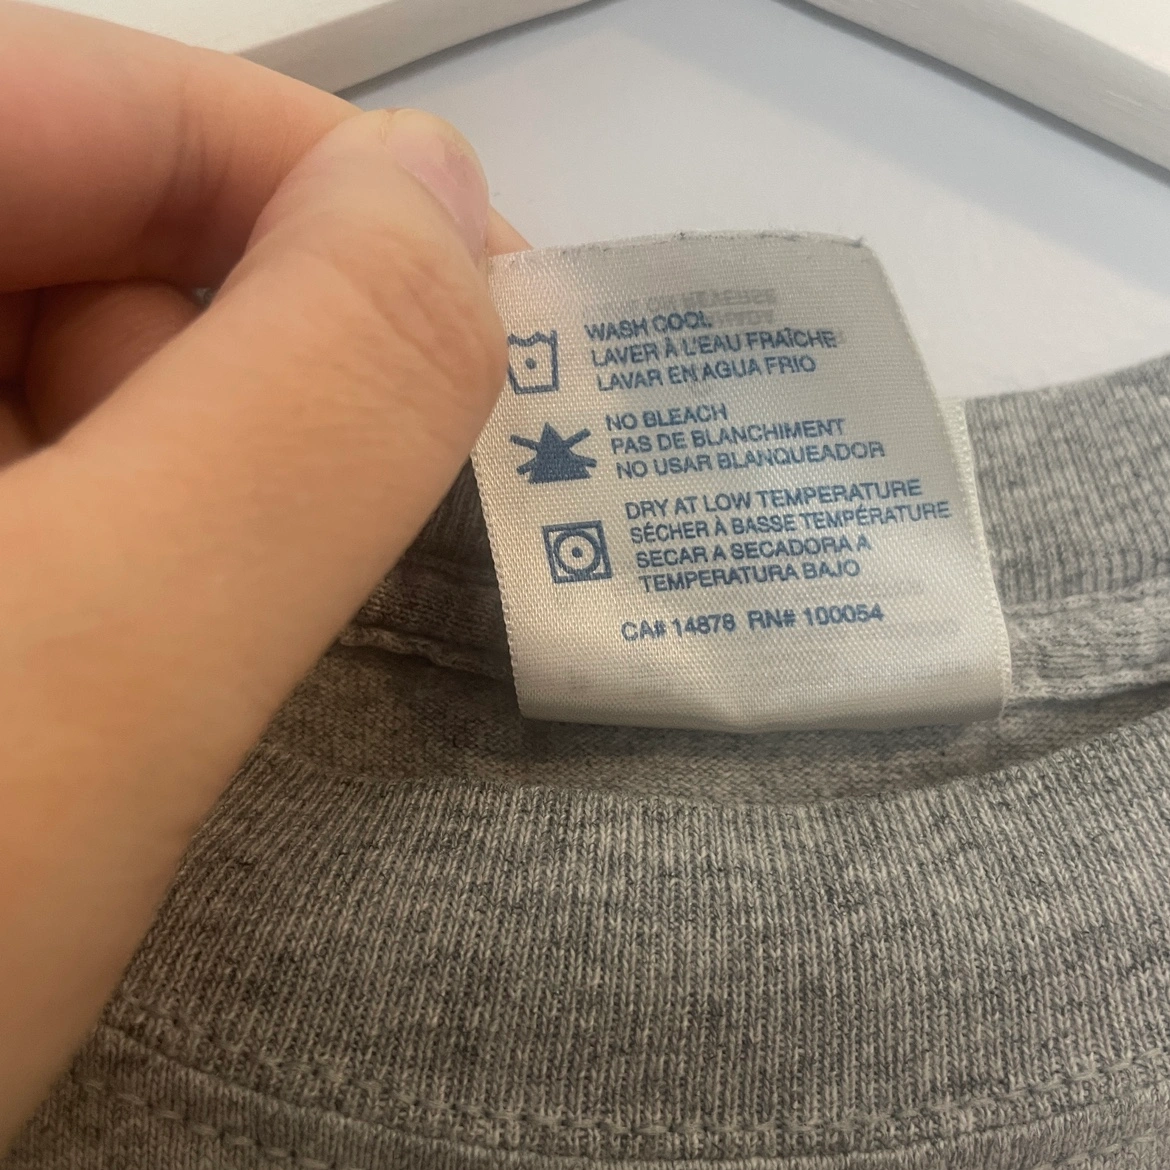 WASH COOL
LAVER À L'EAU FRAÎCHE
LAVAR EN AGUA FRIO
NO BLEACH
PAS DE BLANCHIMENT
NO USAR BLANQUEADOR
DRY AT LOW TEMPERATURE
SÉCHER À BASSE TEMPÉRATURE
SECAR A SECADORA A
TEMPERATURA BAJO
CA# 14878 RN# 100054